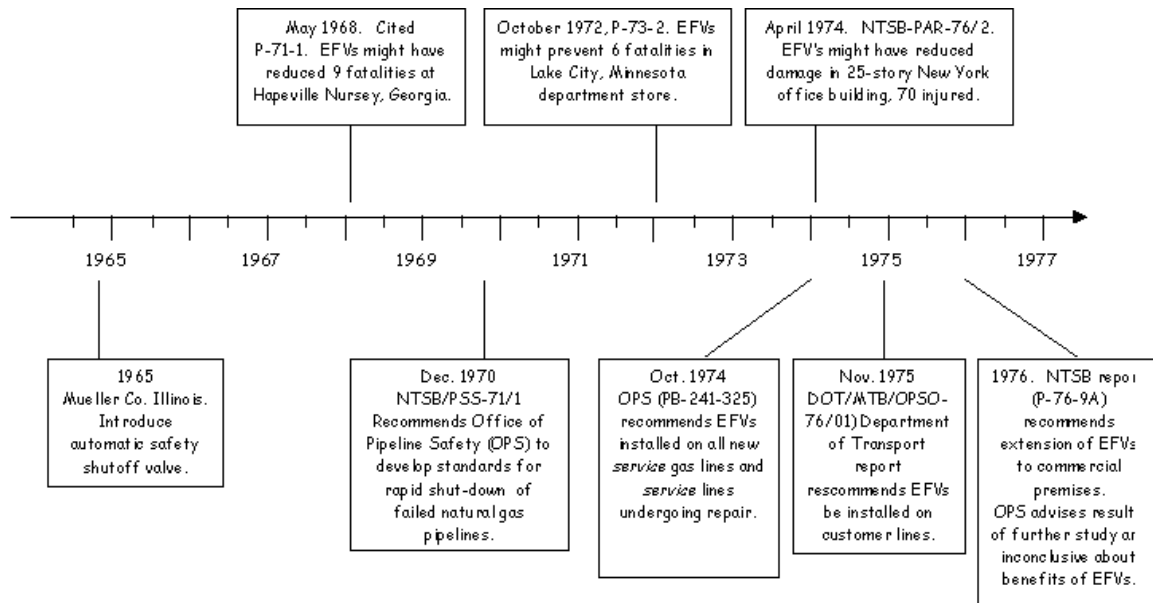 May 1968. Cited
P-71-1. EFVs might have
reduced 9 fatalities at
Hapeville Nursey, Georgia.
October 1972, P-73-2. EFVs
might prevent 6 fatalities in
Lake City, Minnesota
department store.
April 1974. NTSB-PAR-76/2.
EFV's might have reduced
damage in 25-story New York
office building, 70 injured.
1965
1967
1969
1971
1973
1975
1977
1965
Mueller Co. Illinois.
Introduce
automatic safety
shutoff valve.
Dec. 1970
NTSB/PSS-71/1
Recommends Office of
Pipeline Safety (OPS) to
develop standards for
rapid shut-down of
failed natural gas
pipelines.
Oct. 1974
OPS (PB-241-325)
recommends EFVs
installed on all new
service gas lines and
service lines
undergoing repair.
Nov. 1975
DOT/MTB/OPSO-
76/01) Department
of Transport
report
rescommends EFVs
be installed on
customer lines.
1976. NTSB repor
(P-76-9A)
recommends
extension of EFVs
to commercial
premises.
OPS advises result
of further study ar
inconclusive about
benefits of EFVs.